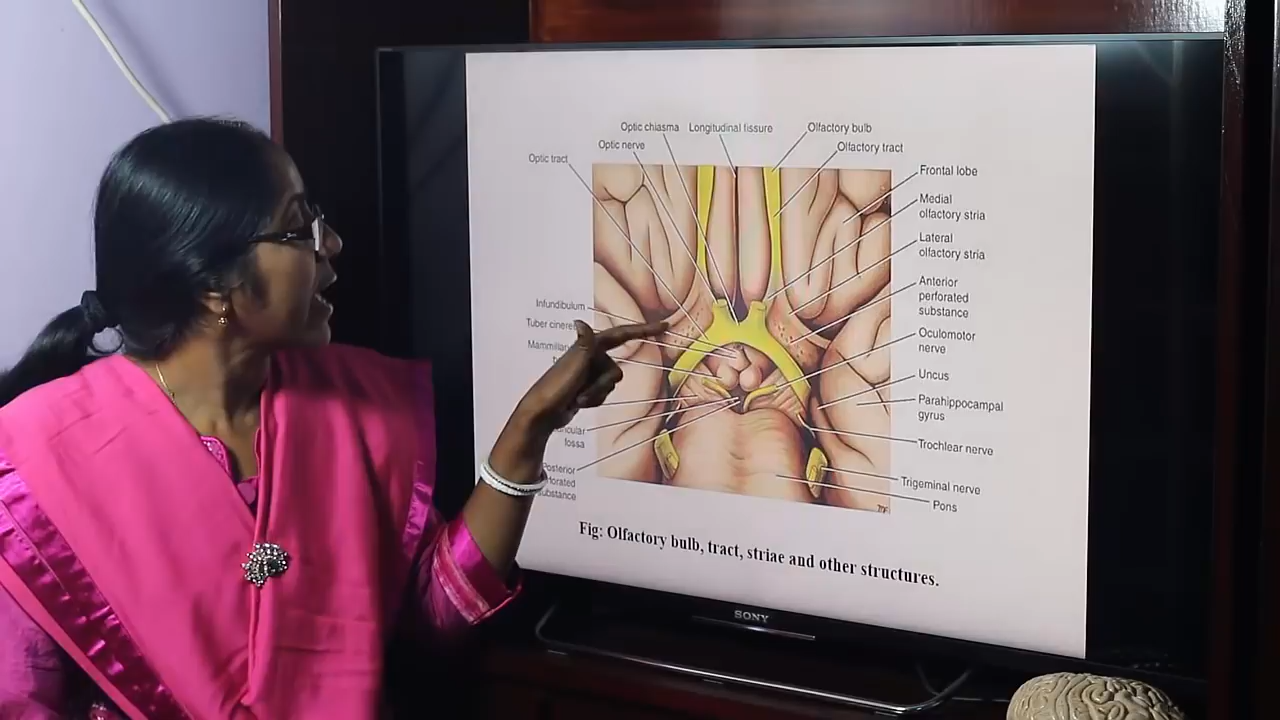 Optic chiasma
Longitudinal fissure
Olfactory bulb
Optic nerve
Olfactory tract
Optic tract
Frontal lobe
Medial
olfactory stria
Lateral
olfactory stria
Anterior
perforated
substance
Infundibulum
Tuber
Oculomotor
nerve
Uncus
Parahippocampal
gyrus
fossa
Trochlear nerve
Posterior
substance
Trigeminal nerve
Pons
Fig: Olfactory bulb, tract, striae and other structures.
SONY